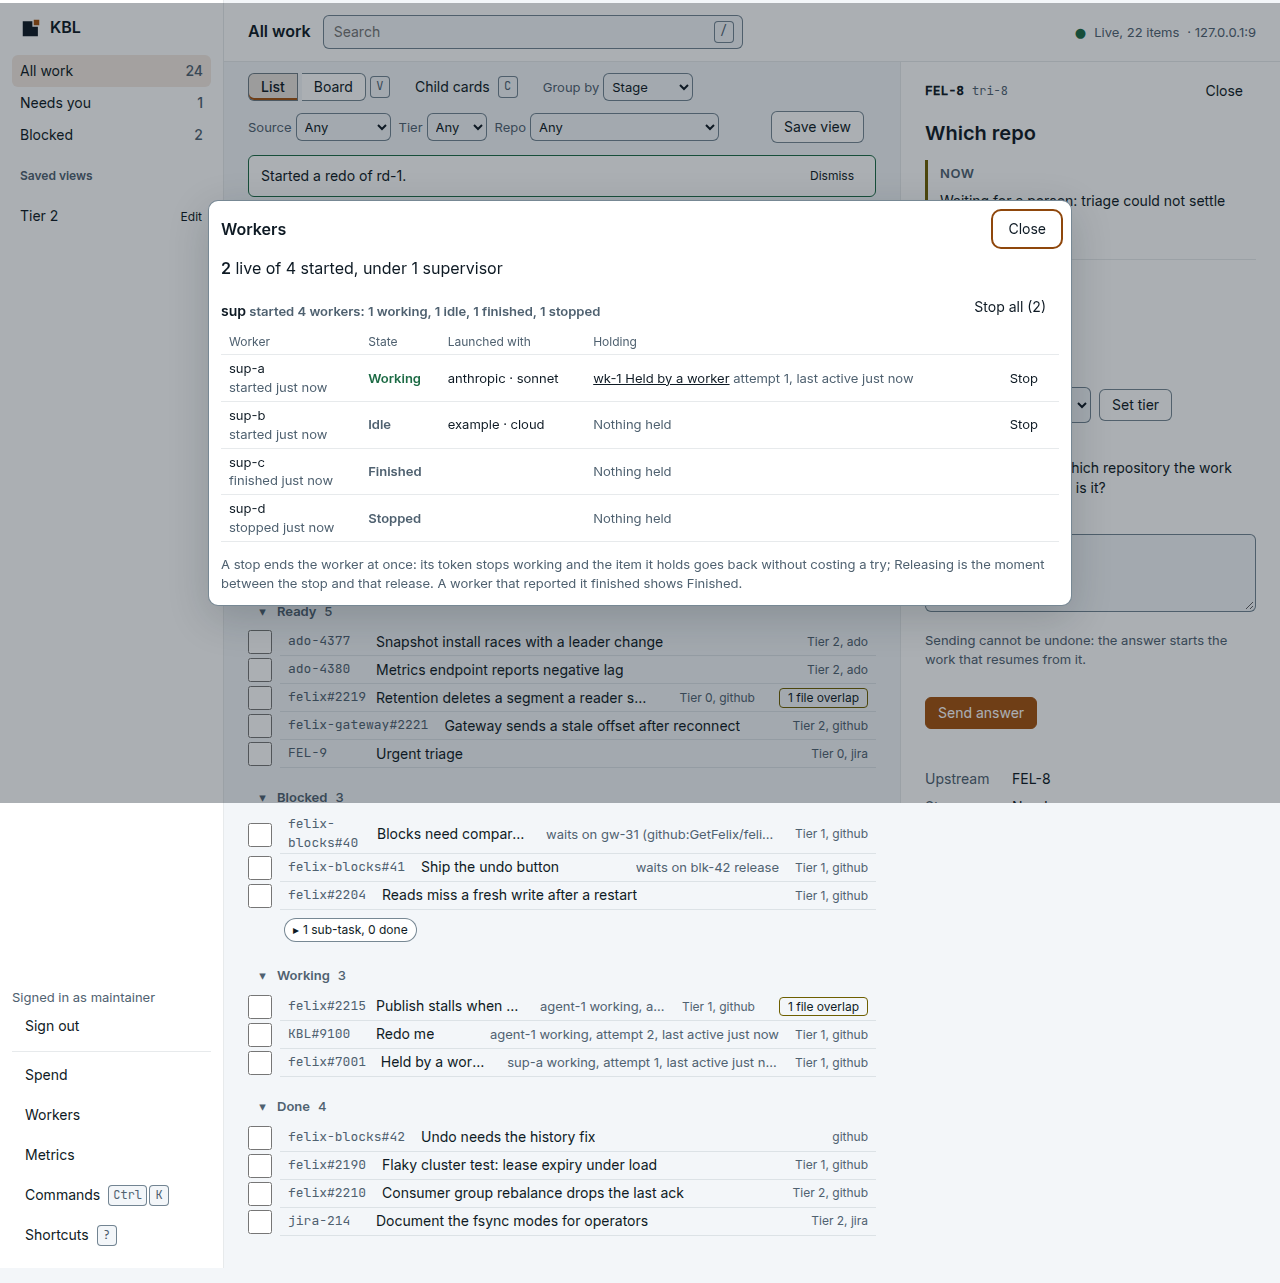 KBL
All work 24
Needs you 1
Blocked 2
Saved views
Tier 2 Edit
All work Search /
Live, 22 items · 127.0.0.1:9
List Board V Child cards C Group by Stage
Source Any Tier Any Repo Any Save view
Started a redo of rd-1. Dismiss
FEL-8 tri-8 Close
Which repo
NOW
Waiting for a person: triage could not settle
Workers Close
2 live of 4 started, under 1 supervisor
sup started 4 workers: 1 working, 1 idle, 1 finished, 1 stopped Stop all (2)
Worker State Launched with Holding
sup-a
started just now
Working anthropic · sonnet wk-1 Held by a worker attempt 1, last active just now Stop
sup-b
started just now
Idle example · cloud Nothing held Stop
sup-c
finished just now
Finished Nothing held
sup-d
stopped just now
Stopped Nothing held
A stop ends the worker at once: its token stops working and the item it holds goes back without costing a try; Releasing is the moment
between the stop and that release. A worker that reported it finished shows Finished.
Set tier
hich repository the work
is it?
Sending cannot be undone: the answer starts the
work that resumes from it.
Send answer
Upstream FEL-8
Ready 5
ado-4377 Snapshot install races with a leader change Tier 2, ado
ado-4380 Metrics endpoint reports negative lag Tier 2, ado
felix#2219 Retention deletes a segment a reader s... Tier 0, github 1 file overlap
felix-gateway#2221 Gateway sends a stale offset after reconnect Tier 2, github
FEL-9 Urgent triage Tier 0, jira
Blocked 3
felix-
blocks#40 Blocks need compar... waits on gw-31 (github:GetFelix/feli... Tier 1, github
felix-blocks#41 Ship the undo button waits on blk-42 release Tier 1, github
felix#2204 Reads miss a fresh write after a restart Tier 1, github
▸ 1 sub-task, 0 done
Working 3
felix#2215 Publish stalls when ... agent-1 working, a... Tier 1, github 1 file overlap
KBL#9100 Redo me agent-1 working, attempt 2, last active just now Tier 1, github
felix#7001 Held by a wor... sup-a working, attempt 1, last active just n... Tier 1, github
Done 4
felix-blocks#42 Undo needs the history fix github
felix#2190 Flaky cluster test: lease expiry under load Tier 1, github
felix#2210 Consumer group rebalance drops the last ack Tier 2, github
jira-214 Document the fsync modes for operators Tier 2, jira
Signed in as maintainer
Sign out
Spend
Workers
Metrics
Commands Ctrl K
Shortcuts ?